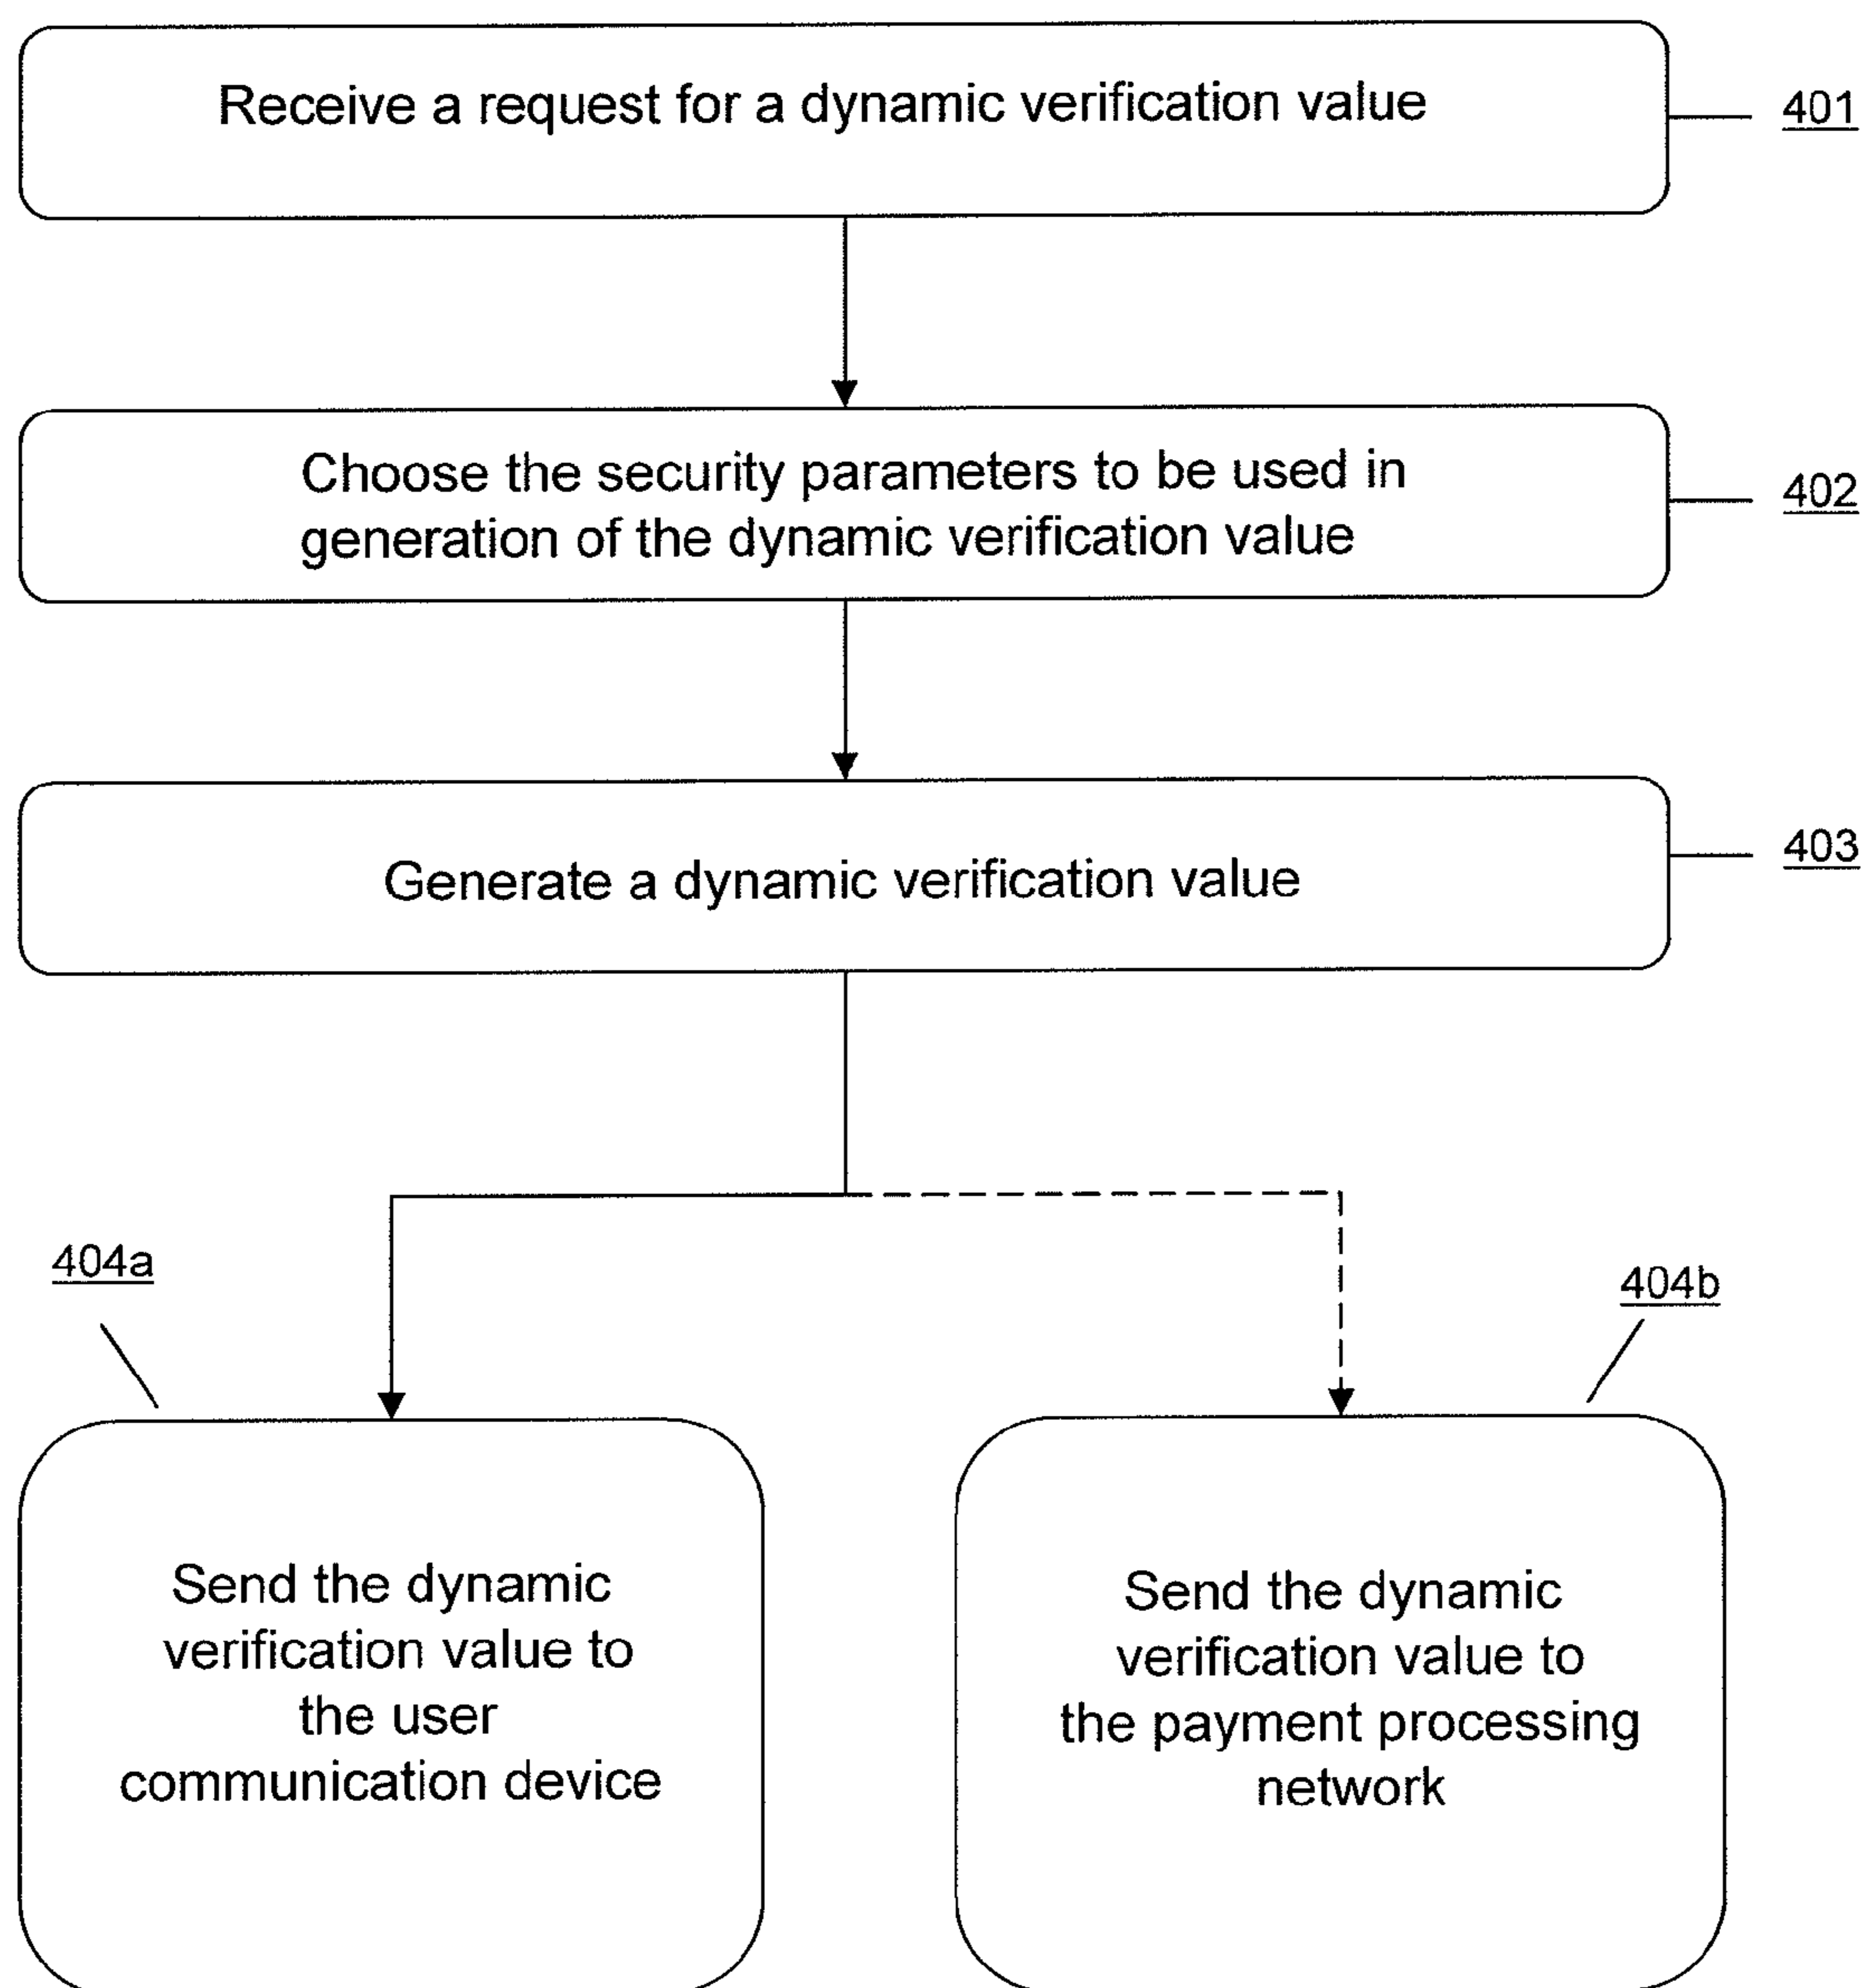 Receive a request for a dynamic verification value
401
Choose the security parameters to be used in
generation of the dynamic verification value
402
Generate a dynamic verification value
403
404a
404b
Send the dynamic
verification value to
the user
communication device
Send the dynamic
verification value to
the payment processing
network